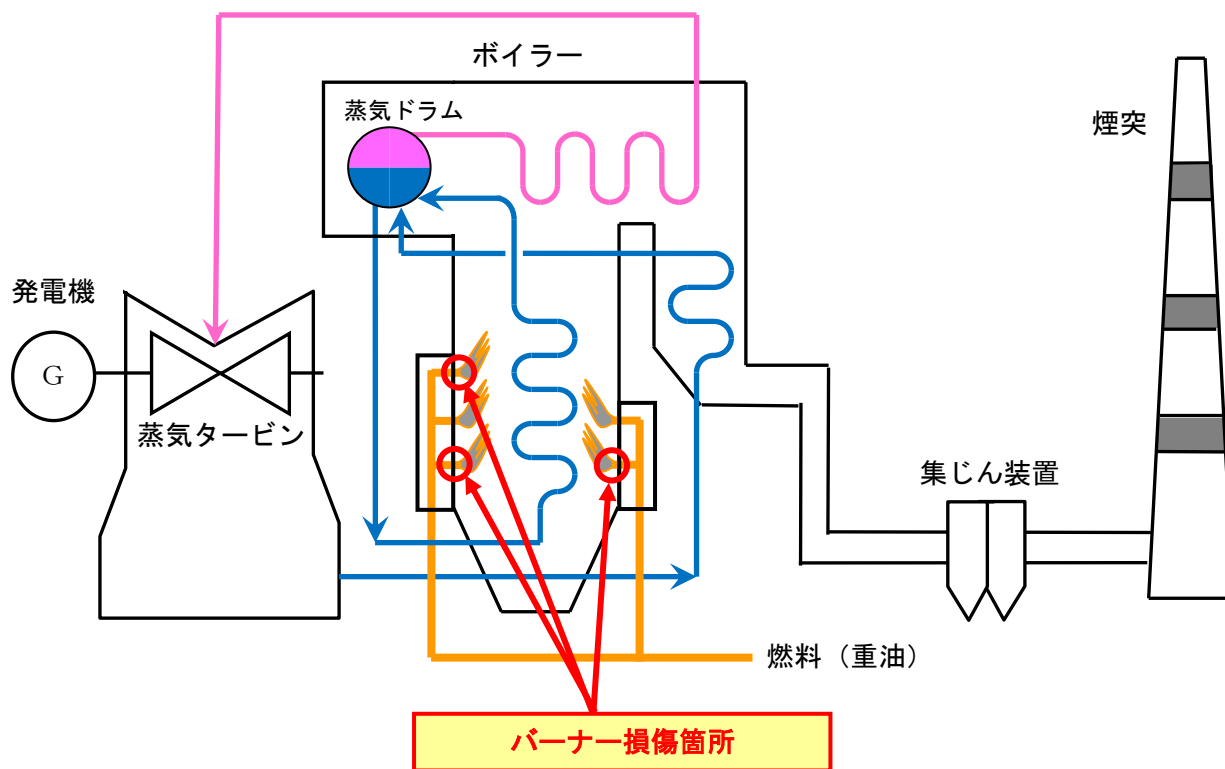 ボイラー
蒸気ドラム
煙突
発電機
G
蒸気タービン
集じん装置
燃料（重油）
バーナー損傷箇所